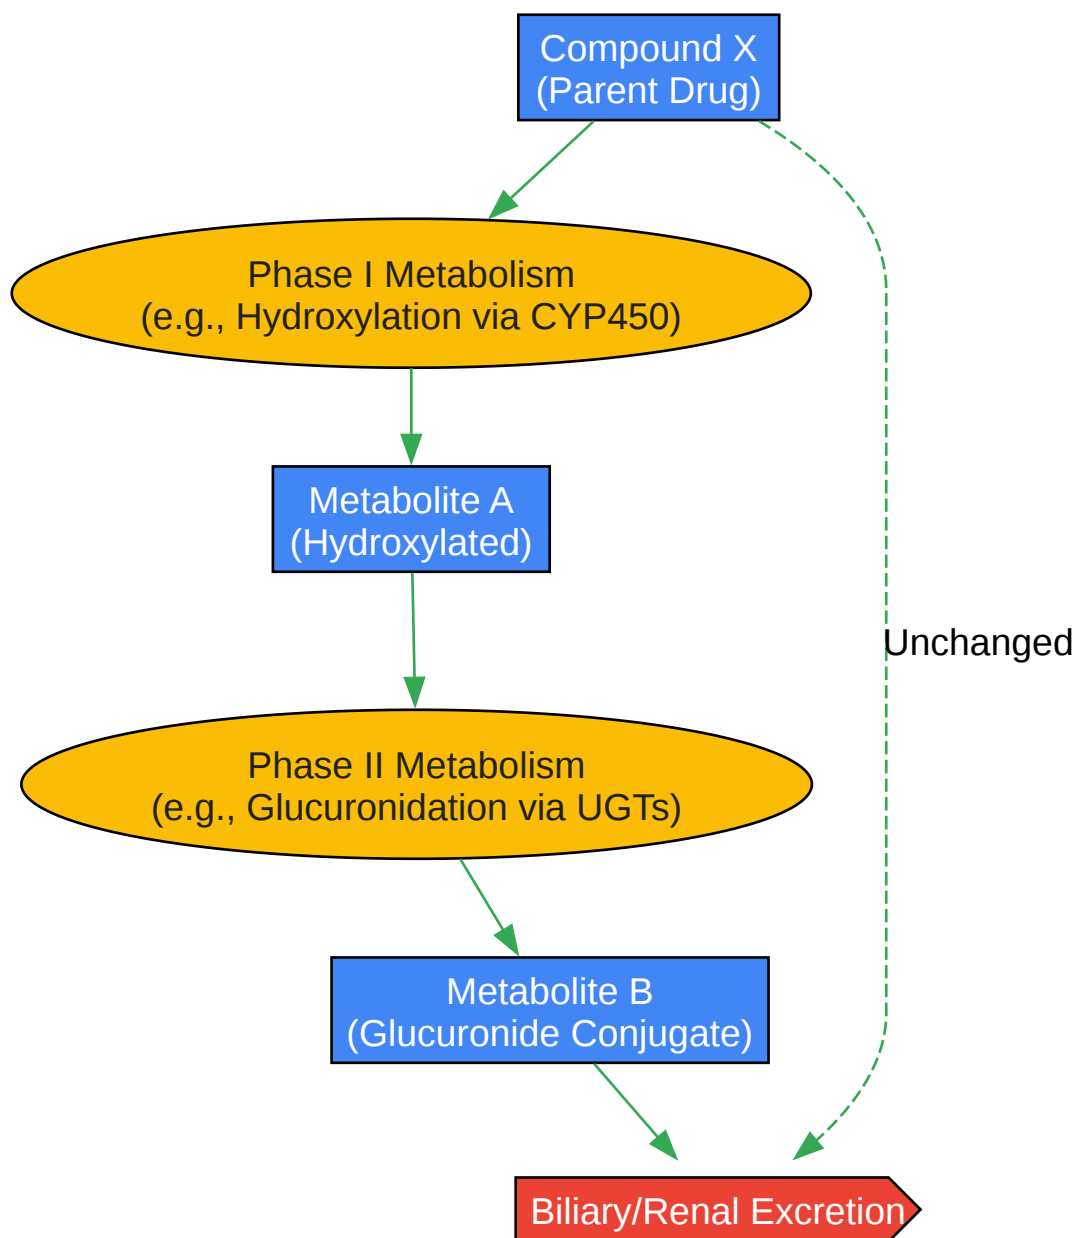 Compound X
(Parent Drug)
Phase I Metabolism
(e.g., Hydroxylation via CYP450)
Metabolite A
(Hydroxylated)
Unchanged
Phase II Metabolism
(e.g., Glucuronidation via UGTs)
Metabolite B
(Glucuronide Conjugate)
Biliary/Renal Excretion